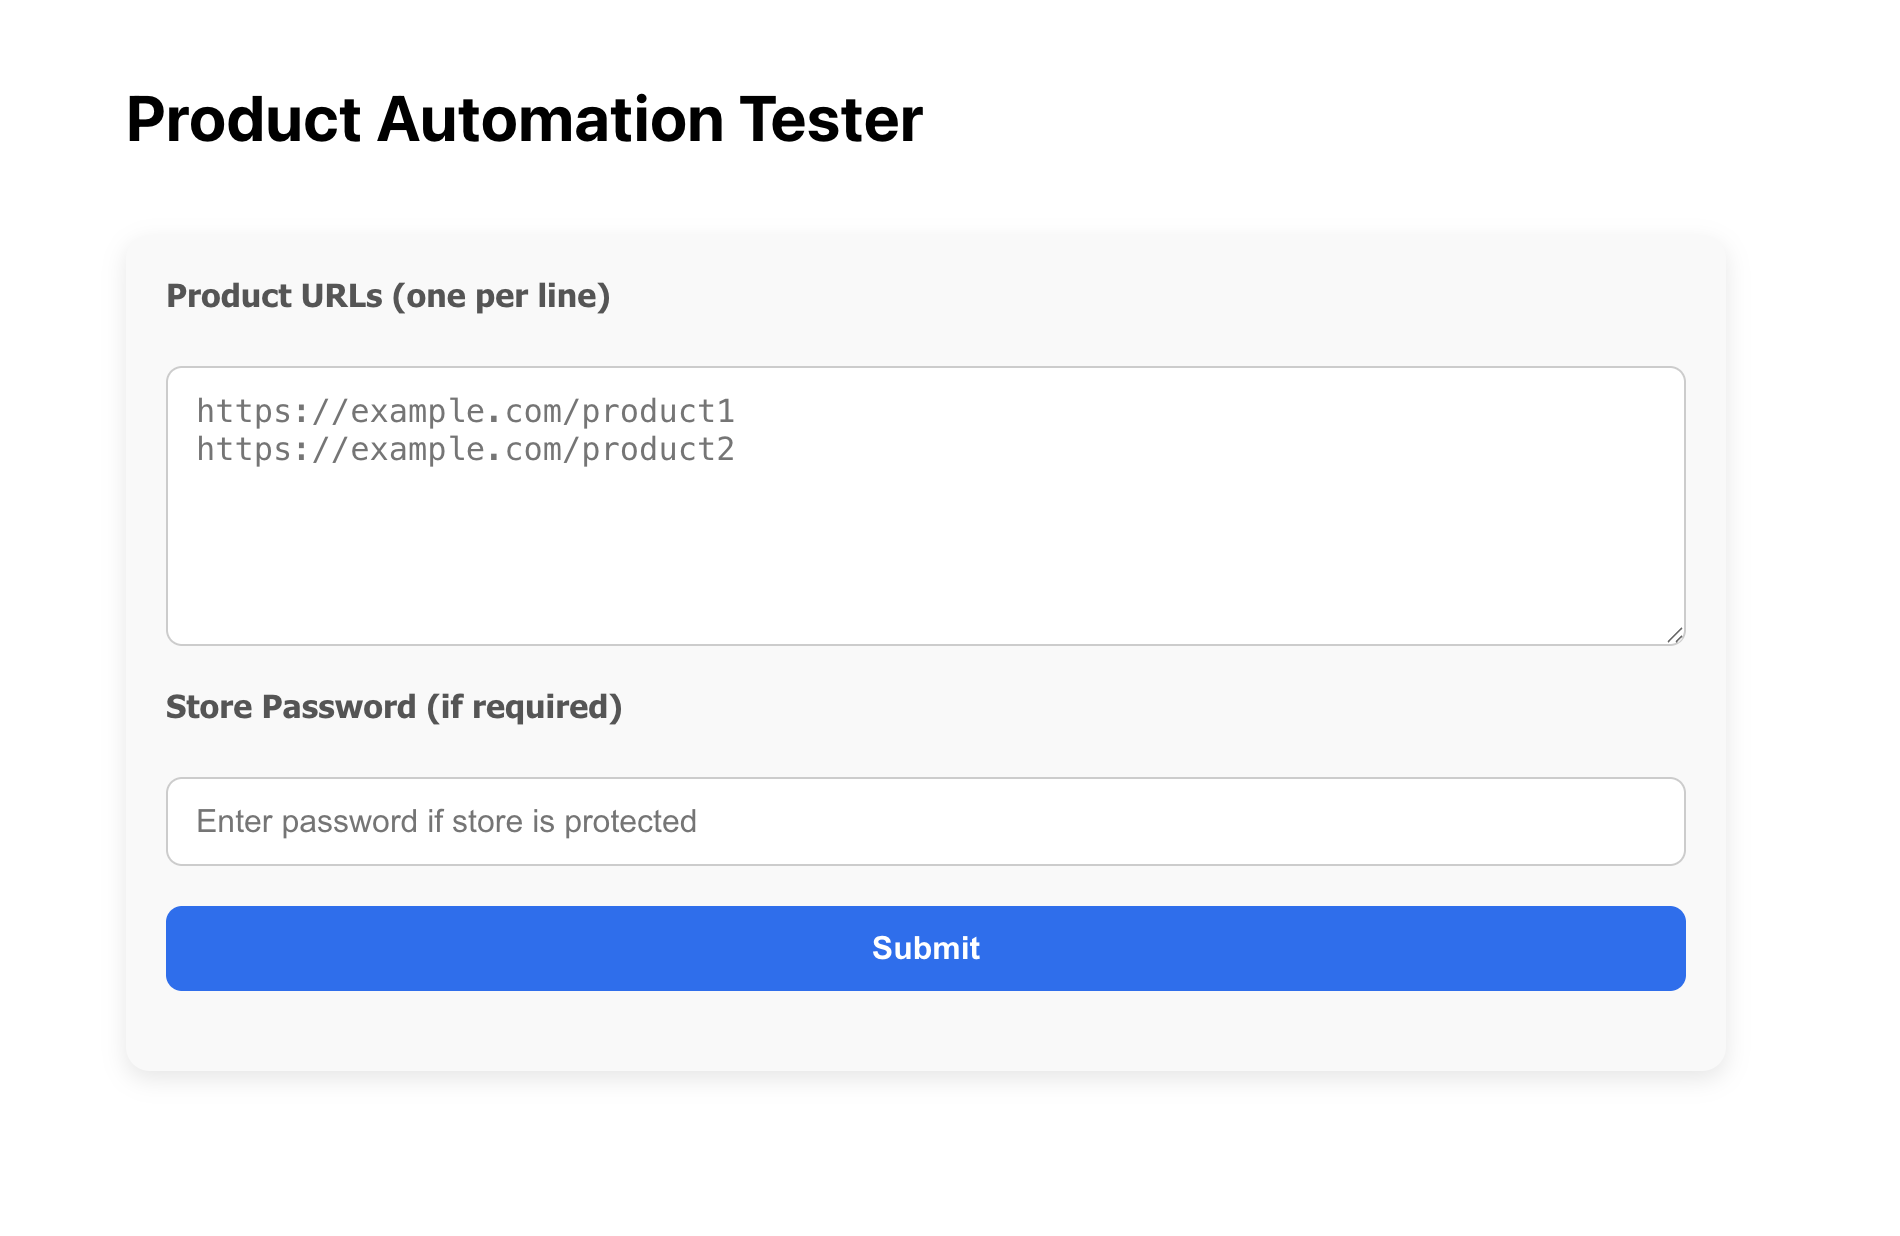 Product Automation Tester
Product URLs (one per line)
https://example.com/product1
https://example.com/product2
Store Password (if required)
Enter password if store is protected
Submit